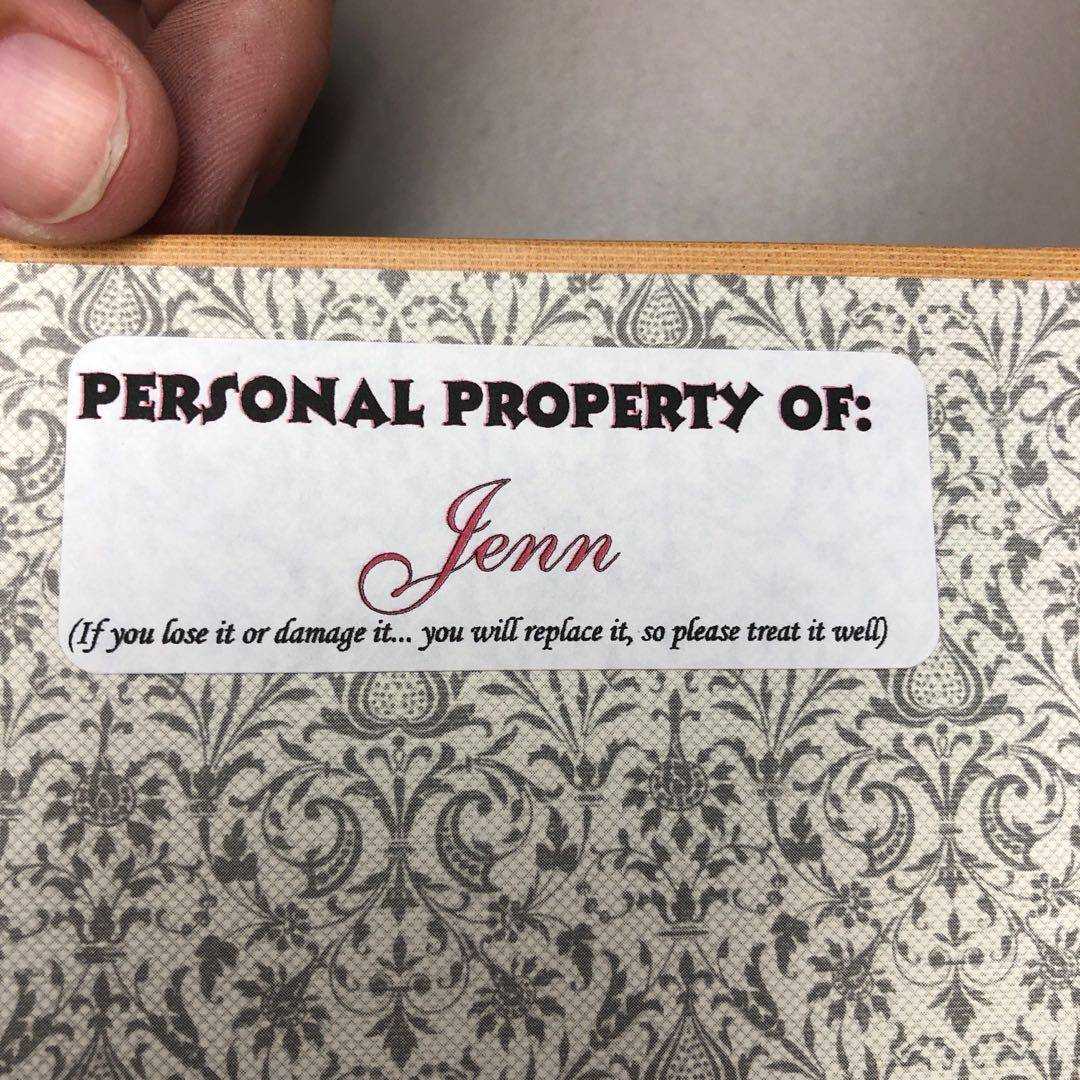 PERSONAL PROPERTY OF:
Jenn
(If you lose it or damage it... you will replace it, so please treat it well)